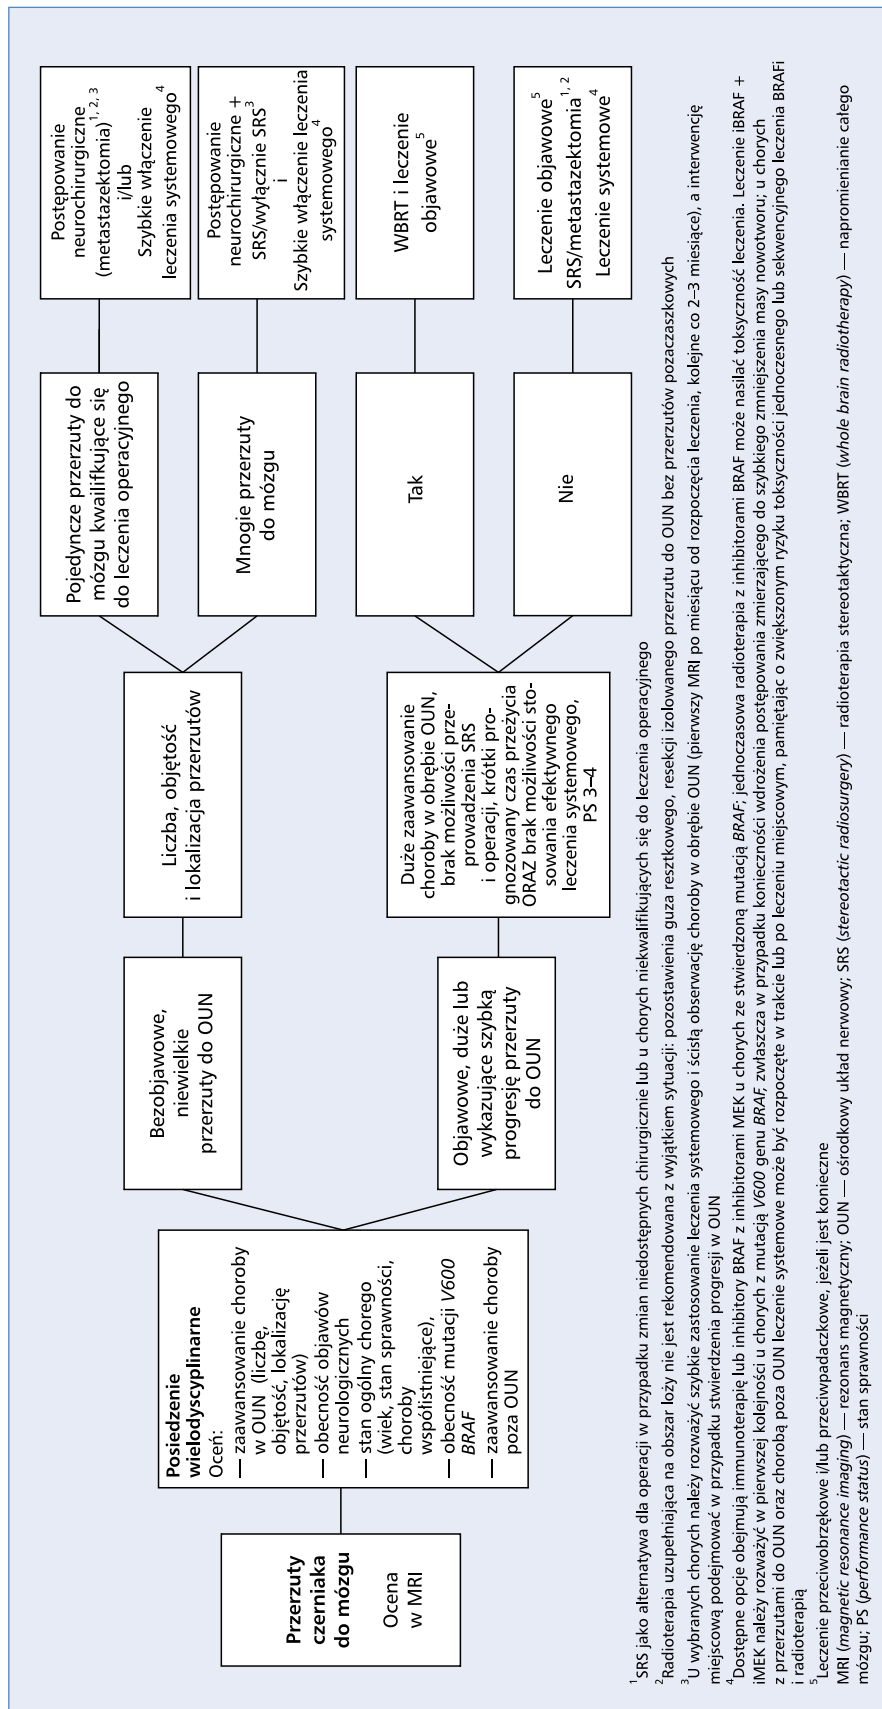 Przerzuty
czerniaka
do mózgu
Ocena
w MRI
Posiedzenie
wielodyscyplinarne
Oceń:
— zaawansowanie choroby
w OUN (liczbę,
objętość, lokalizację
przerzutów)
— obecność objawów
neurologicznych
— stan ogólny chorego
(wiek, stan sprawności,
choroby
współistniejące),
— obecność mutacji V600
BRAF
— zaawansowanie choroby
poza OUN
Bezobjawowe,
niewielkie
przerzuty do OUN
Liczba, objętość
i lokalizacja przerzutów
Pojedyncze przerzuty do
mózgu kwailifkujące się
do leczenia operacyjnego
Postępowanie
neurochirurgiczne
(metastazektomia)1, 2, 3
i/lub
Szybkie włączenie
leczenia systemowego4
Mnogie przerzuty
do mózgu
Postępowanie
neurochirurgiczne +
SRS/wyłącznie SRS3
i
Szybkie włączenie leczenia
systemowego4
Objawowe, duże lub
wykazujące szybką
progresję przerzuty
do OUN
Duże zaawansowanie
choroby w obrębie OUN,
brak możliwości prze-
prowadzenia SRS
i operacji, krótki pro-
gnozowany czas przeżycia
ORAZ brak możliwości sto-
sowania efektywnego
leczenia systemowego,
PS 3–4
Tak
WBRT i leczenie
objawowe5
Nie
Leczenie objawowe5
SRS/metastazektomia1, 2
Leczenie systemowe4
1SRS jako alternatywa dla operacji w przypadku zmian niedostępnych chirurgicznie lub u chorych niekwalifikujących się do leczenia operacyjnego
2Radioterapia uzupełniająca na obszar loży nie jest rekomendowana z wyjątkiem sytuacji: pozostawienia guza resztkowego, resekcji izolowanego przerzutu do OUN bez przerzutów pozaczaszkowych
3U wybranych chorych należy rozważyć szybkie zastosowanie leczenia systemowego i ścisłą obserwację choroby w obrębie OUN (pierwszy MRI po miesiącu od rozpoczęcia leczenia, kolejne co 2–3 miesiące), a interwencję
miejscową podejmować w przypadku stwierdzenia progresji w OUN
4Dostępne opcje obejmują immunoterapię lub inhibitory BRAF z inhibitorami MEK u chorych ze stwierdzoną mutacją BRAF; jednoczasowa radioterapia z inhibitorami BRAF może nasilać toksyczność leczenia. Leczenie iBRAF +
iMEK należy rozważyć w pierwszej kolejności u chorych z mutacją V600 genu BRAF, zwłaszcza w przypadku konieczności wdrożenia postępowania zmierzającego do szybkiego zmniejszenia masy nowotworu; u chorych
z przerzutami do OUN oraz chorobą poza OUN leczenie systemowe może być rozpoczęte w trakcie lub po leczeniu miejscowym, pamiętając o zwiększonym ryzyku toksyczności jednoczesnego lub sekwencyjnego leczenia BRAFi
i radioterapią
5Leczenie przeciwobrzękowe i/lub przeciwpadaczkowe, jeżeli jest konieczne
MRI (magnetic resonance imaging) — rezonans magnetyczny; OUN — ośrodkowy układ nerwowy; SRS (stereotactic radiosurgery) — radioterapia stereotaktyczna; WBRT (whole brain radiotherapy) — napromienianie całego
mózgu; PS (performance status) — stan sprawności